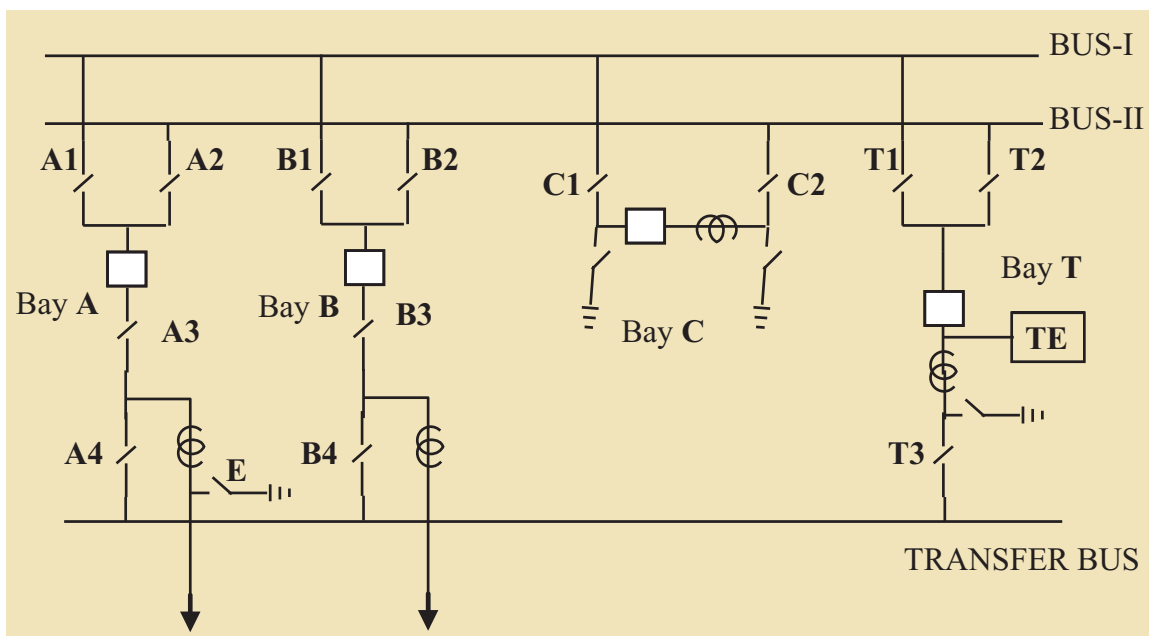 BUS-I
BUS-II
A1 A2 B1 B2 C1 C2 T1 T2
Bay A A3 Bay B B3 Bay C Bay T
TE
A4 E B4 T3
TRANSFER BUS